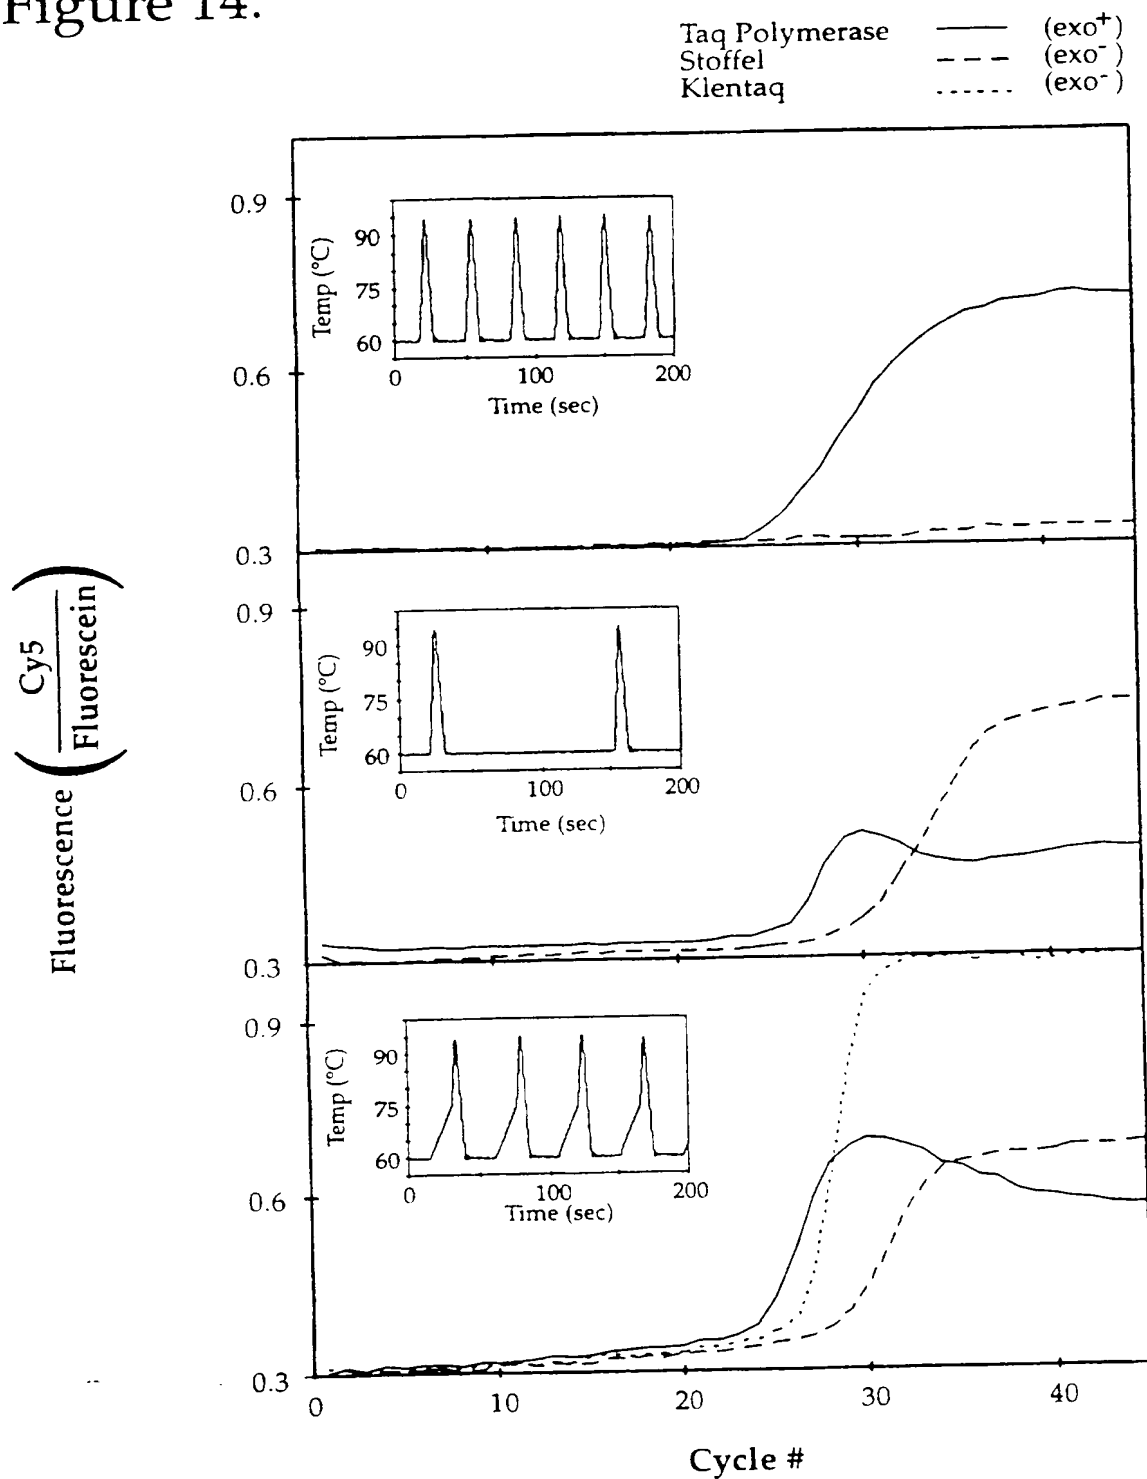 Figure 14.
Taq Polymerase (exo+)
Stoffel (exo-)
Klentaq (exo-)
Fluorescence ( Cy5 / Fluorescein )
0.9
0.6
0.3
Temp (°C)
90
75
60
0 100 200
Time (sec)
0.9
0.6
0.3
Temp (°C)
90
75
60
0 100 200
Time (sec)
0.9
0.6
0.3
Temp (°C)
90
75
60
0 100 200
Time (sec)
0 10 20 30 40
Cycle #